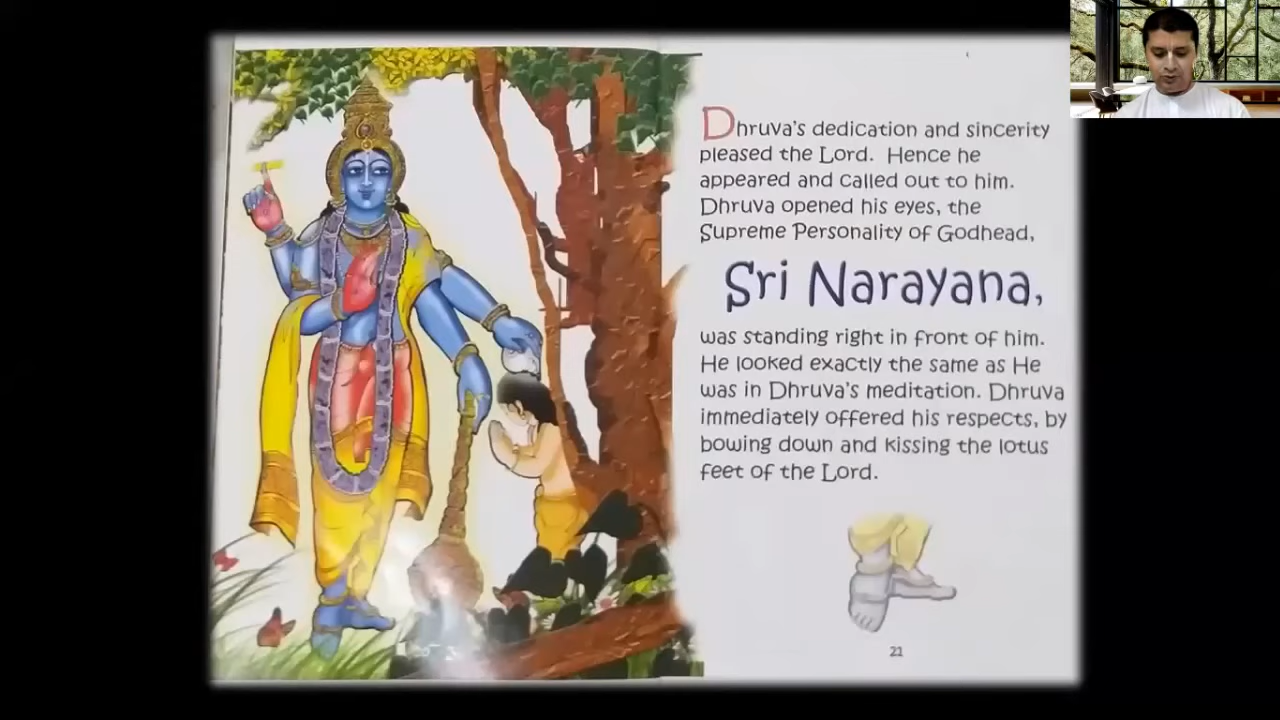 Dhruva's dedication and sincerity
pleased the Lord. Hence he
appeared and called out to him.
Dhruva opened his eyes, the
Supreme Personality of Godhead,
Sri Narayana,
was standing right in front of him.
He looked exactly the same as He
was in Dhruva's meditation. Dhruva
immediately offered his respects, by
bowing down and kissing the lotus
feet of the Lord.
21